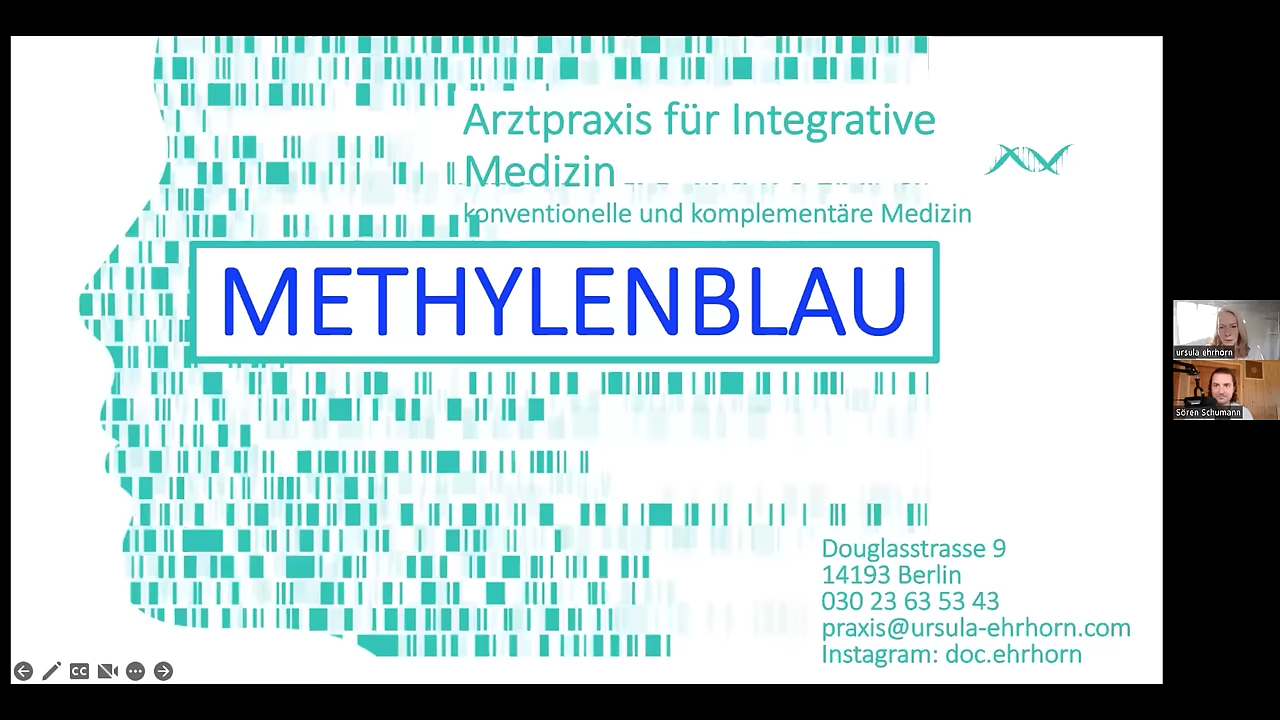 Arztpraxis für Integrative
Medizin
konventionelle und komplementäre Medizin
METHYLENBLAU
ursula ehrhorn
Sören Schumann
Douglasstrasse 9
14193 Berlin
030 23 63 53 43
praxis@ursula-ehrhorn.com
Instagram: doc.ehrhorn
CC